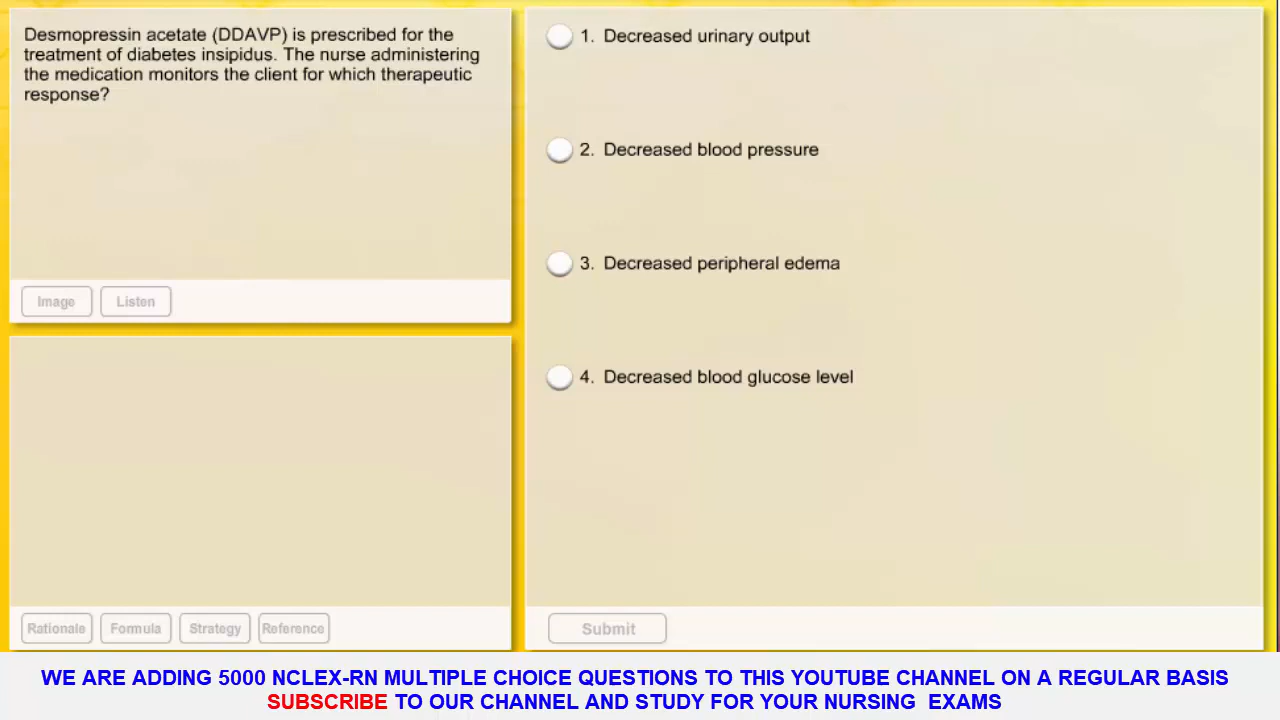 Desmopressin acetate (DDAVP) is prescribed for the
treatment of diabetes insipidus. The nurse administering
the medication monitors the client for which therapeutic
response?
Image
Listen
1. Decreased urinary output
2. Decreased blood pressure
3. Decreased peripheral edema
4. Decreased blood glucose level
Rationale
Formula
Strategy
Reference
Submit
WE ARE ADDING 5000 NCLEX-RN MULTIPLE CHOICE QUESTIONS TO THIS YOUTUBE CHANNEL ON A REGULAR BASIS
SUBSCRIBE TO OUR CHANNEL AND STUDY FOR YOUR NURSING EXAMS